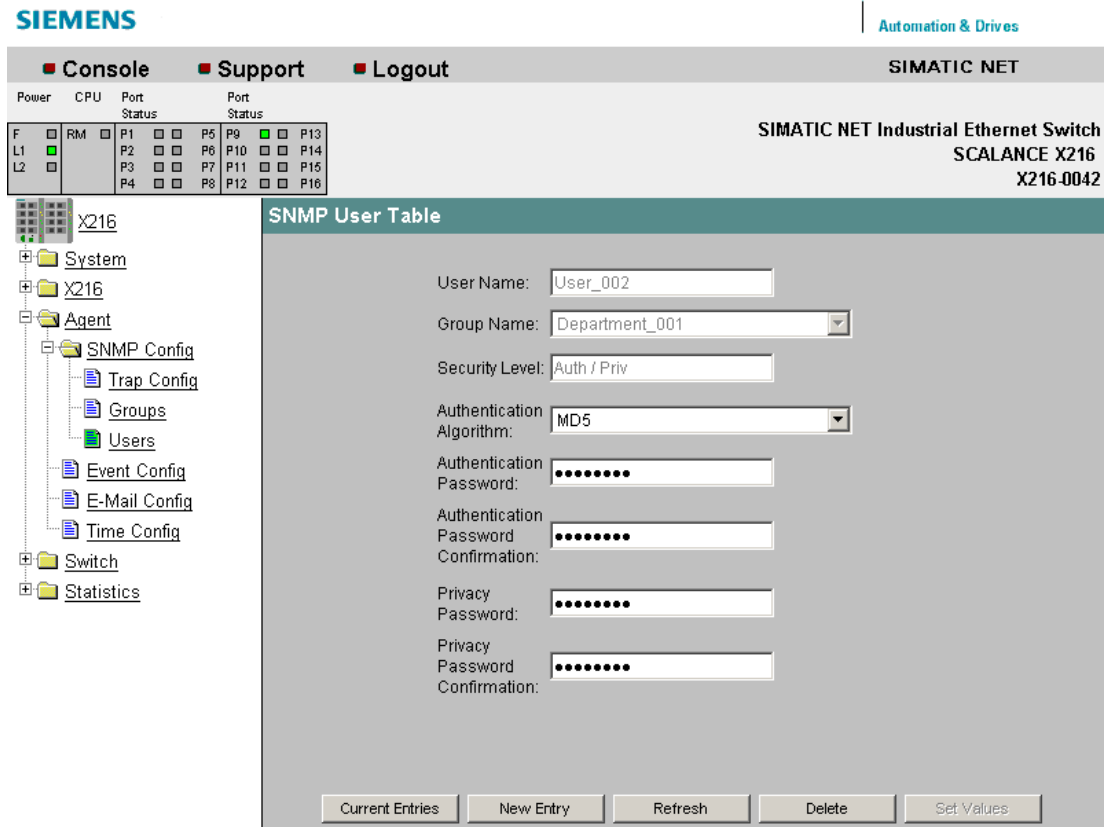 SIEMENS
Automation & Drives
Console Support Logout SIMATIC NET
Power CPU Port Status Port Status
F RM P1 P5 P9 P13
L1 P2 P6 P10 P14
L2 P3 P7 P11 P15
P4 P8 P12 P16
SIMATIC NET Industrial Ethernet Switch
SCALANCE X216
X216-0042
X216
System
X216
Agent
SNMP Config
Trap Config
Groups
Users
Event Config
E-Mail Config
Time Config
Switch
Statistics
SNMP User Table
User Name: User_002
Group Name: Department_001
Security Level: Auth / Priv
Authentication
Algorithm: MD5
Authentication
Password: ●●●●●●●●
Authentication
Password
Confirmation: ●●●●●●●●
Privacy
Password: ●●●●●●●●
Privacy
Password
Confirmation: ●●●●●●●●
Current Entries New Entry Refresh Delete Set Values